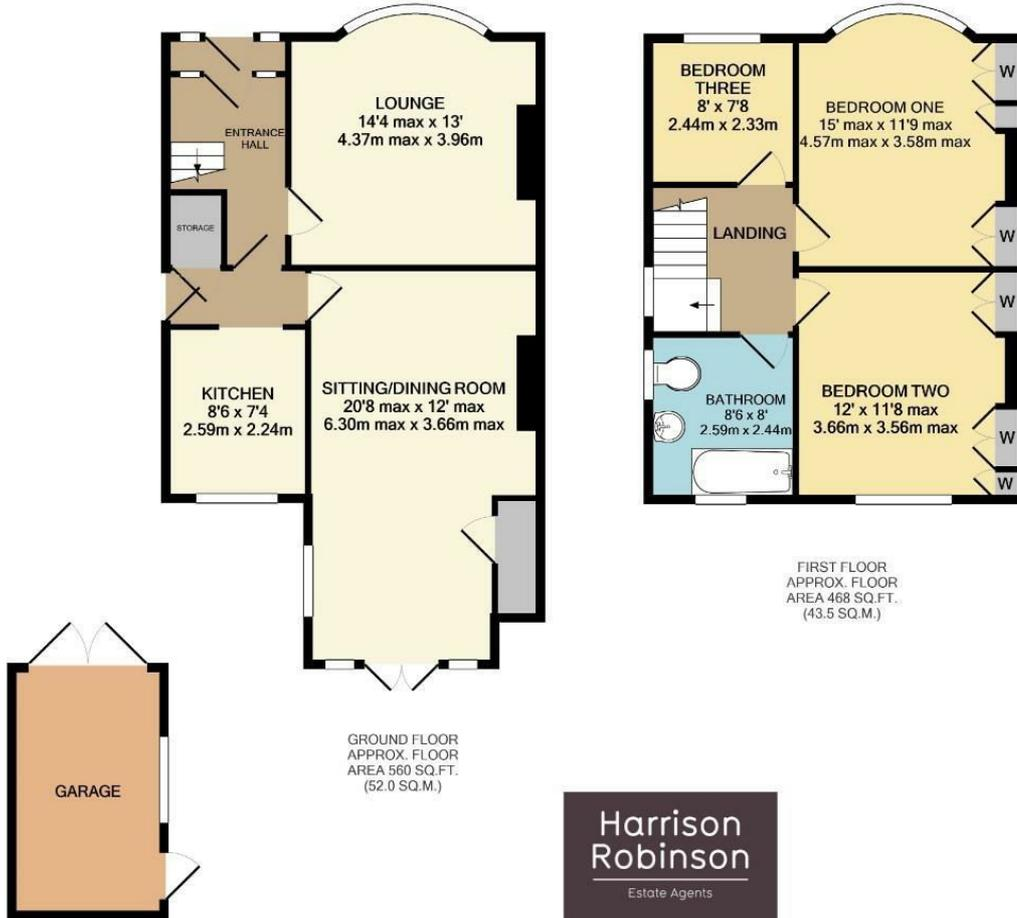 LOUNGE
14'4 max x 13'
4.37m max x 3.96m
ENTRANCE
HALL
STORAGE
KITCHEN
8'6 x 7'4
2.59m x 2.24m
SITTING/DINING ROOM
20'8 max x 12' max
6.30m max x 3.66m max
GROUND FLOOR
APPROX. FLOOR
AREA 560 SQ.FT.
(52.0 SQ.M.)
GARAGE
BEDROOM
THREE
8' x 7'8
2.44m x 2.33m
BEDROOM ONE
15' max x 11'9 max
4.57m max x 3.58m max
W
W
LANDING
BATHROOM
8'6 x 8'
2.59m x 2.44m
BEDROOM TWO
12' x 11'8 max
3.66m x 3.56m max
W
W
W
FIRST FLOOR
APPROX. FLOOR
AREA 468 SQ.FT.
(43.5 SQ.M.)
Harrison
Robinson
Estate Agents